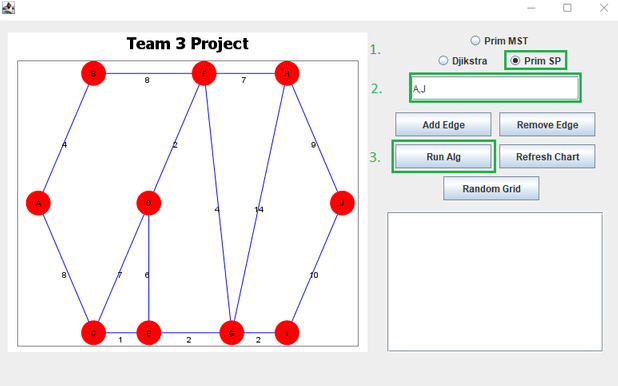 Team 3 Project
1.
Prim MST
Djikstra
Prim SP
2.
A,J
Add Edge
Remove Edge
3.
Run Alg
Refresh Chart
Random Grid
B
8
F
7
H
4
2
9
A
D
4
14
J
8
7
6
10
C
1
E
2
G
2
I